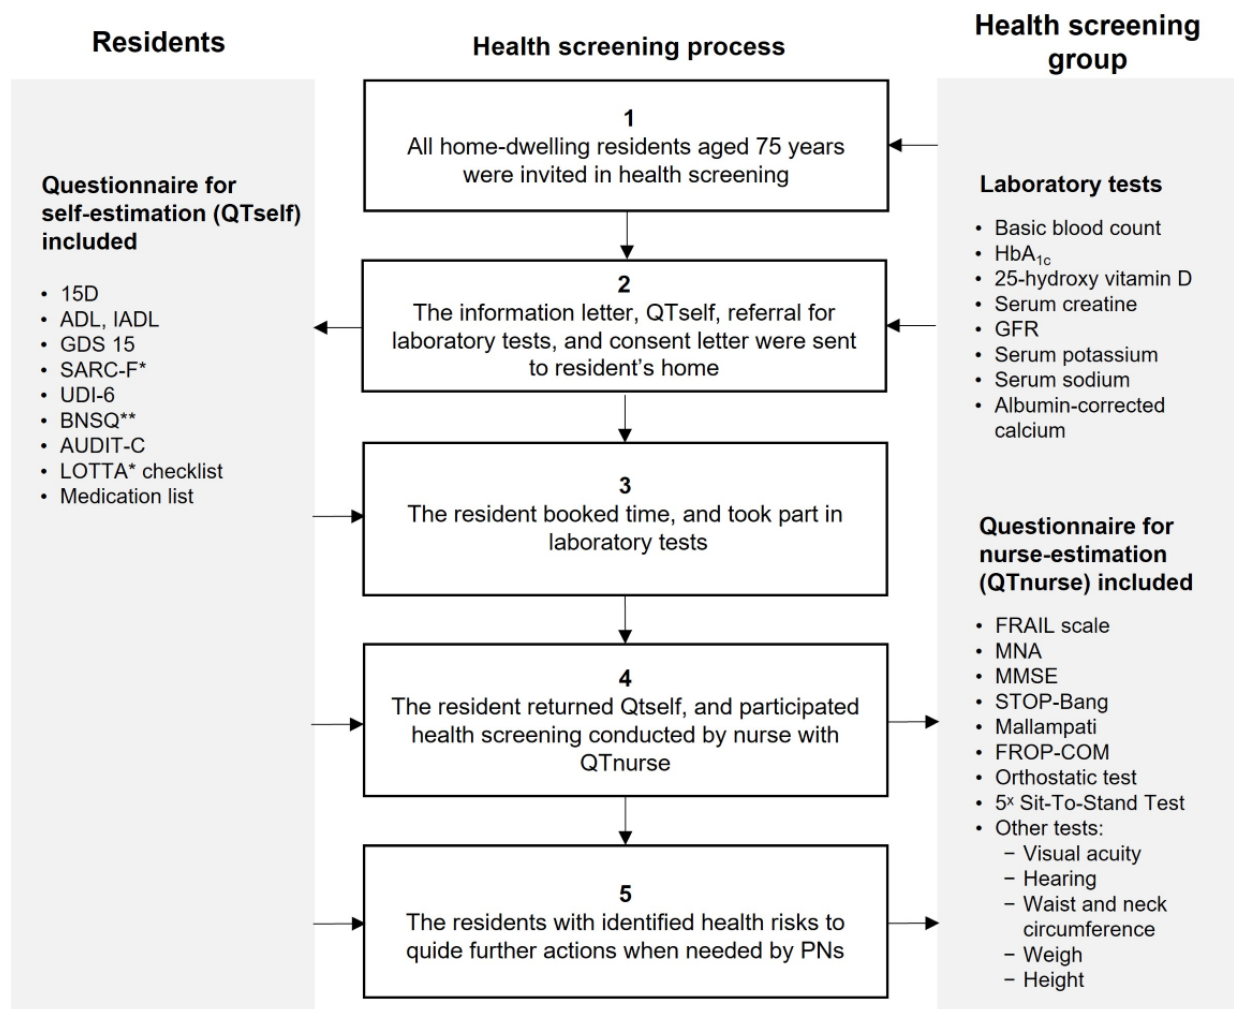 Residents
Questionnaire for
self-estimation (QTself)
included
• 15D
• ADL, IADL
• GDS 15
• SARC-F*
• UDI-6
• BNSQ**
• AUDIT-C
• LOTTA* checklist
• Medication list
Health screening process
1
All home-dwelling residents aged 75 years
were invited in health screening
2
The information letter, QTself, referral for
laboratory tests, and consent letter were sent
to resident's home
3
The resident booked time, and took part in
laboratory tests
4
The resident returned Qtself, and participated
health screening conducted by nurse with
QTnurse
5
The residents with identified health risks to
quide further actions when needed by PNs
Health screening
group
Laboratory tests
• Basic blood count
• HbA1c
• 25-hydroxy vitamin D
• Serum creatine
• GFR
• Serum potassium
• Serum sodium
• Albumin-corrected
calcium
Questionnaire for
nurse-estimation
(QTnurse) included
• FRAIL scale
• MNA
• MMSE
• STOP-Bang
• Mallampati
• FROP-COM
• Orthostatic test
• 5ˣ Sit-To-Stand Test
• Other tests:
− Visual acuity
− Hearing
− Waist and neck
circumference
− Weigh
− Height